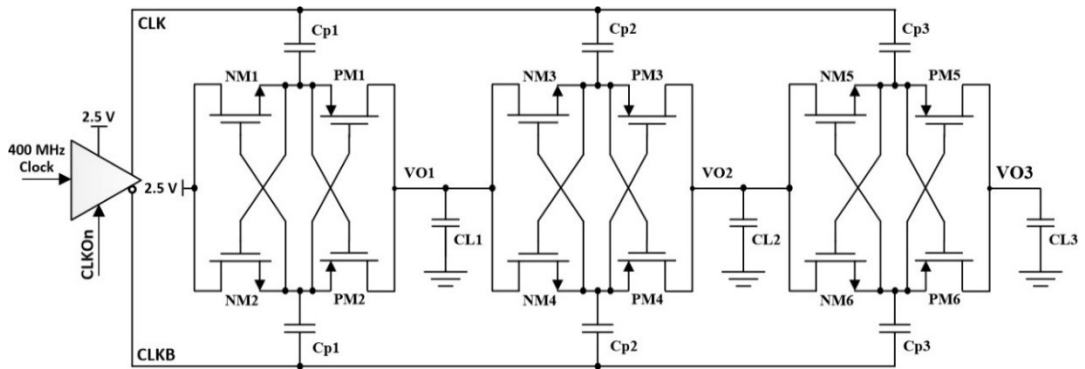 CLK
Cp1
Cp2
Cp3
NM1
PM1
NM3
PM3
NM5
PM5
2.5 V
400 MHz
Clock
2.5 V
VO1
VO2
VO3
CL1
CL2
CL3
CLKOn
NM2
PM2
NM4
PM4
NM6
PM6
Cp1
Cp2
Cp3
CLKB